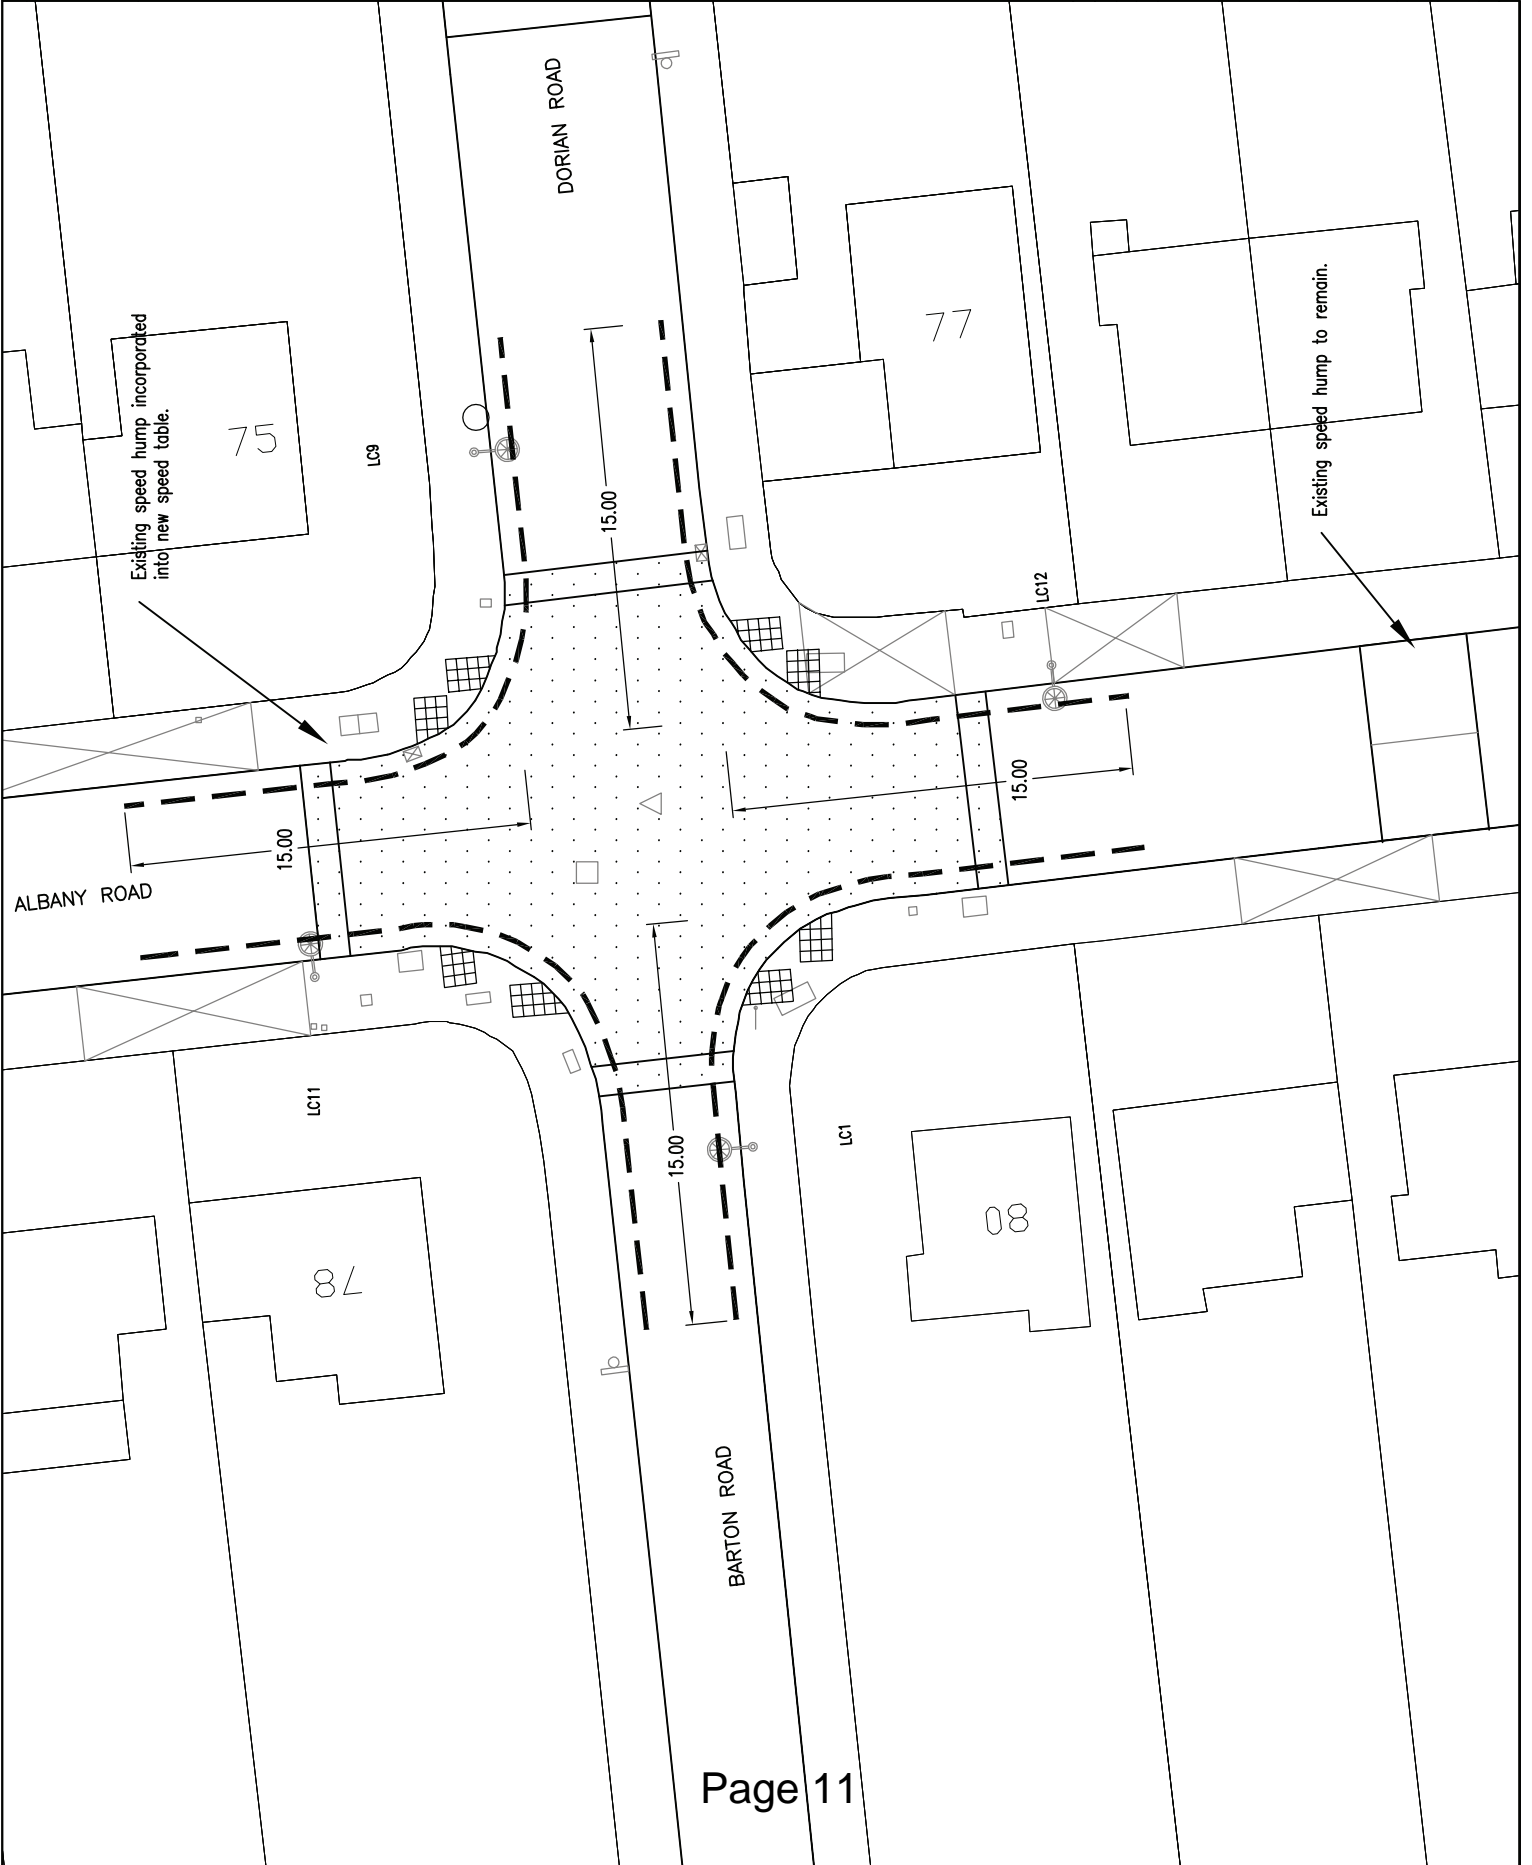 DORIAN ROAD
Existing speed hump incorporated
into new speed table.
75
LC9
77
Existing speed hump to remain.
15.00
LC12
15.00
15.00
ALBANY ROAD
15.00
LC11
LC1
78
80
BARTON ROAD
Page 11